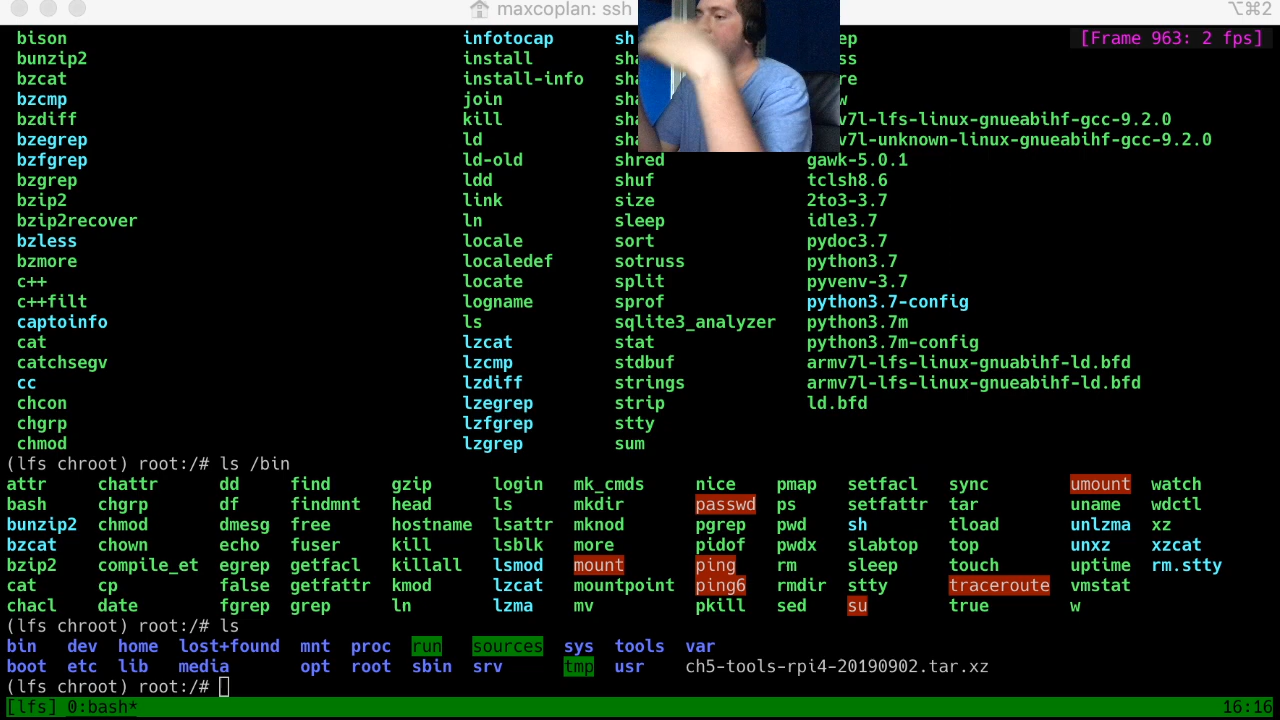 maxcoplan: ssh ⌥⌘2
bison infotocap sh ep [Frame 963: 2 fps]
bunzip2 install sha ss
bzcat install-info sha re
bzcmp join sha w
bzdiff kill sha v7l-lfs-linux-gnueabihf-gcc-9.2.0
bzegrep ld sha v7l-unknown-linux-gnueabihf-gcc-9.2.0
bzfgrep ld-old shred gawk-5.0.1
bzgrep ldd shuf tclsh8.6
bzip2 link size 2to3-3.7
bzip2recover ln sleep idle3.7
bzless locale sort pydoc3.7
bzmore localedef sotruss python3.7
c++ locate split pyvenv-3.7
c++filt logname sprof python3.7-config
captoinfo ls sqlite3_analyzer python3.7m
cat lzcat stat python3.7m-config
catchsegv lzcmp stdbuf armv7l-lfs-linux-gnuabihf-ld.bfd
cc lzdiff strings armv7l-lfs-linux-gnueabihf-ld.bfd
chcon lzegrep strip ld.bfd
chgrp lzfgrep stty
chmod lzgrep sum
(lfs chroot) root:/# ls /bin
attr chattr dd find gzip login mk_cmds nice pmap setfacl sync umount watch
bash chgrp df findmnt head ls mkdir passwd ps setfattr tar uname wdctl
bunzip2 chmod dmesg free hostname lsattr mknod pgrep pwd sh tload unlzma xz
bzcat chown echo fuser kill lsblk more pidof pwdx slabtop top unxz xzcat
bzip2 compile_et egrep getfacl killall lsmod mount ping rm sleep touch uptime rm.stty
cat cp false getfattr kmod lzcat mountpoint ping6 rmdir stty traceroute vmstat
chacl date fgrep grep ln lzma mv pkill sed su true w
(lfs chroot) root:/# ls
bin dev home lost+found mnt proc run sources sys tools var
boot etc lib media opt root sbin srv tmp usr ch5-tools-rpi4-20190902.tar.xz
(lfs chroot) root:/#
[lfs] 0:bash* 16:16